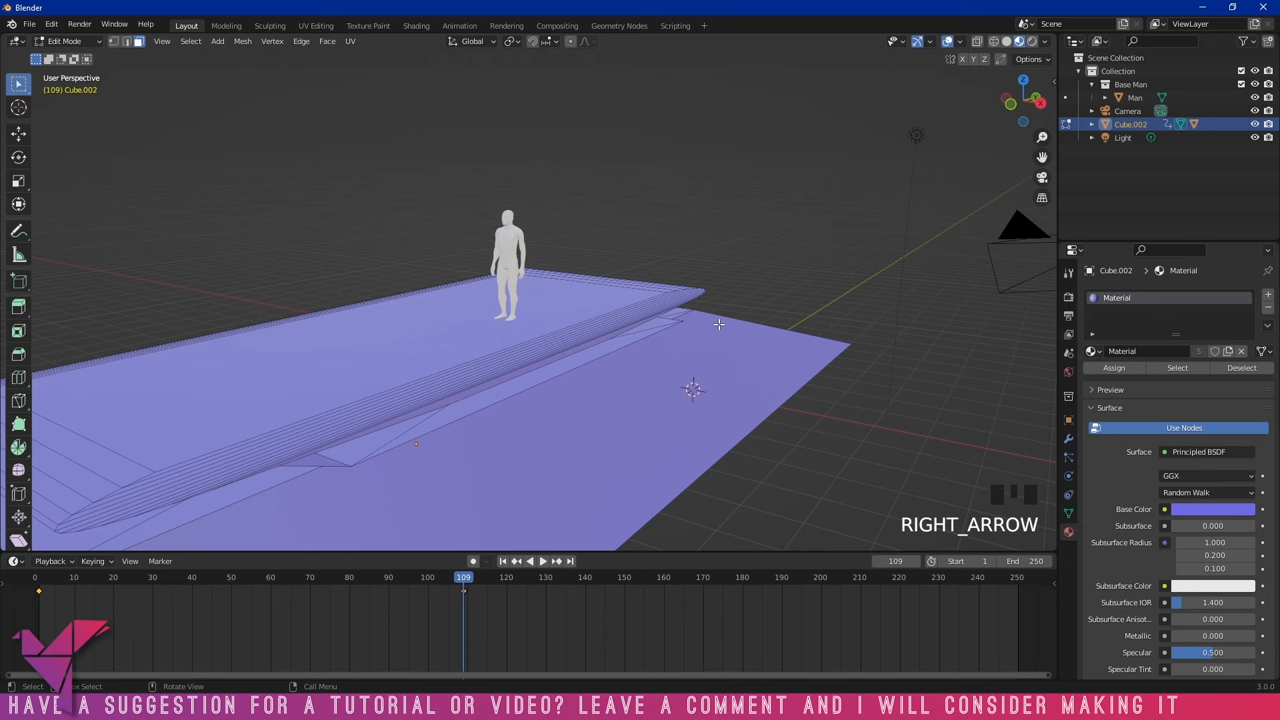 Blender
File Edit Render Window Help Layout Modeling Sculpting UV Editing Texture Paint Shading Animation Rendering Compositing Geometry Nodes Scripting + Scene ViewLayer
Edit Mode View Select Add Mesh Vertex Edge Face UV Global
X Y Z Options
User Perspective
(109) Cube.002
Z
Scene Collection
Collection
Base Man
Man
Camera
Cube.002
Light
Cube.002 > Material
Material
Material 5
Assign Select Deselect
Preview
Surface
Use Nodes
Surface Principled BSDF
GGX
Random Walk
Base Color
Subsurface 0.000
Subsurface Radius 1.000
0.200
0.100
Subsurface Color
Subsurface IOR 1.400
Subsurface Anisot... 0.000
Metallic 0.000
Specular 0.500
Specular Tint 0.000
RIGHT_ARROW
Playback Keying View Marker 109 Start 1 End 250
0 10 20 30 40 50 60 70 80 90 100 109 120 130 140 150 160 170 180 190 200 210 220 230 240 250
Select Box Select Rotate View Call Menu 3.0.0
HAVE A SUGGESTION FOR A TUTORIAL OR VIDEO? LEAVE A COMMENT AND I WILL CONSIDER MAKING IT